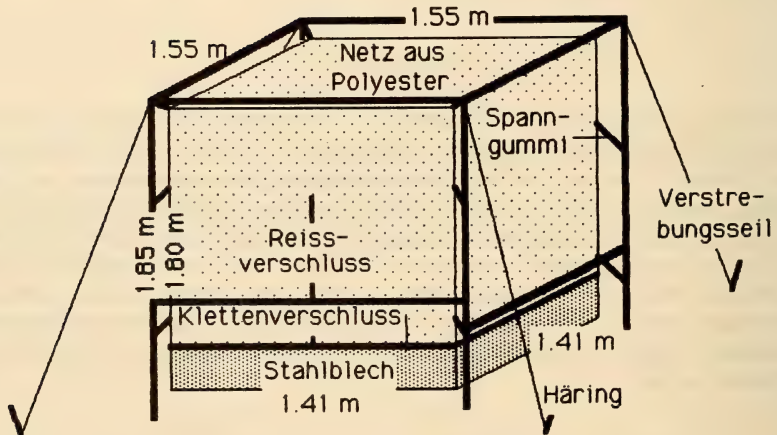 1.55 m
1.55 m
Netz aus
Polyester
Spann-
gummi
Verstre-
bungsseil
1.85 m
1.80 m
Reiss-
verschluss
Klettenverschluss
Stahlblech
1.41 m
1.41 m
Häring